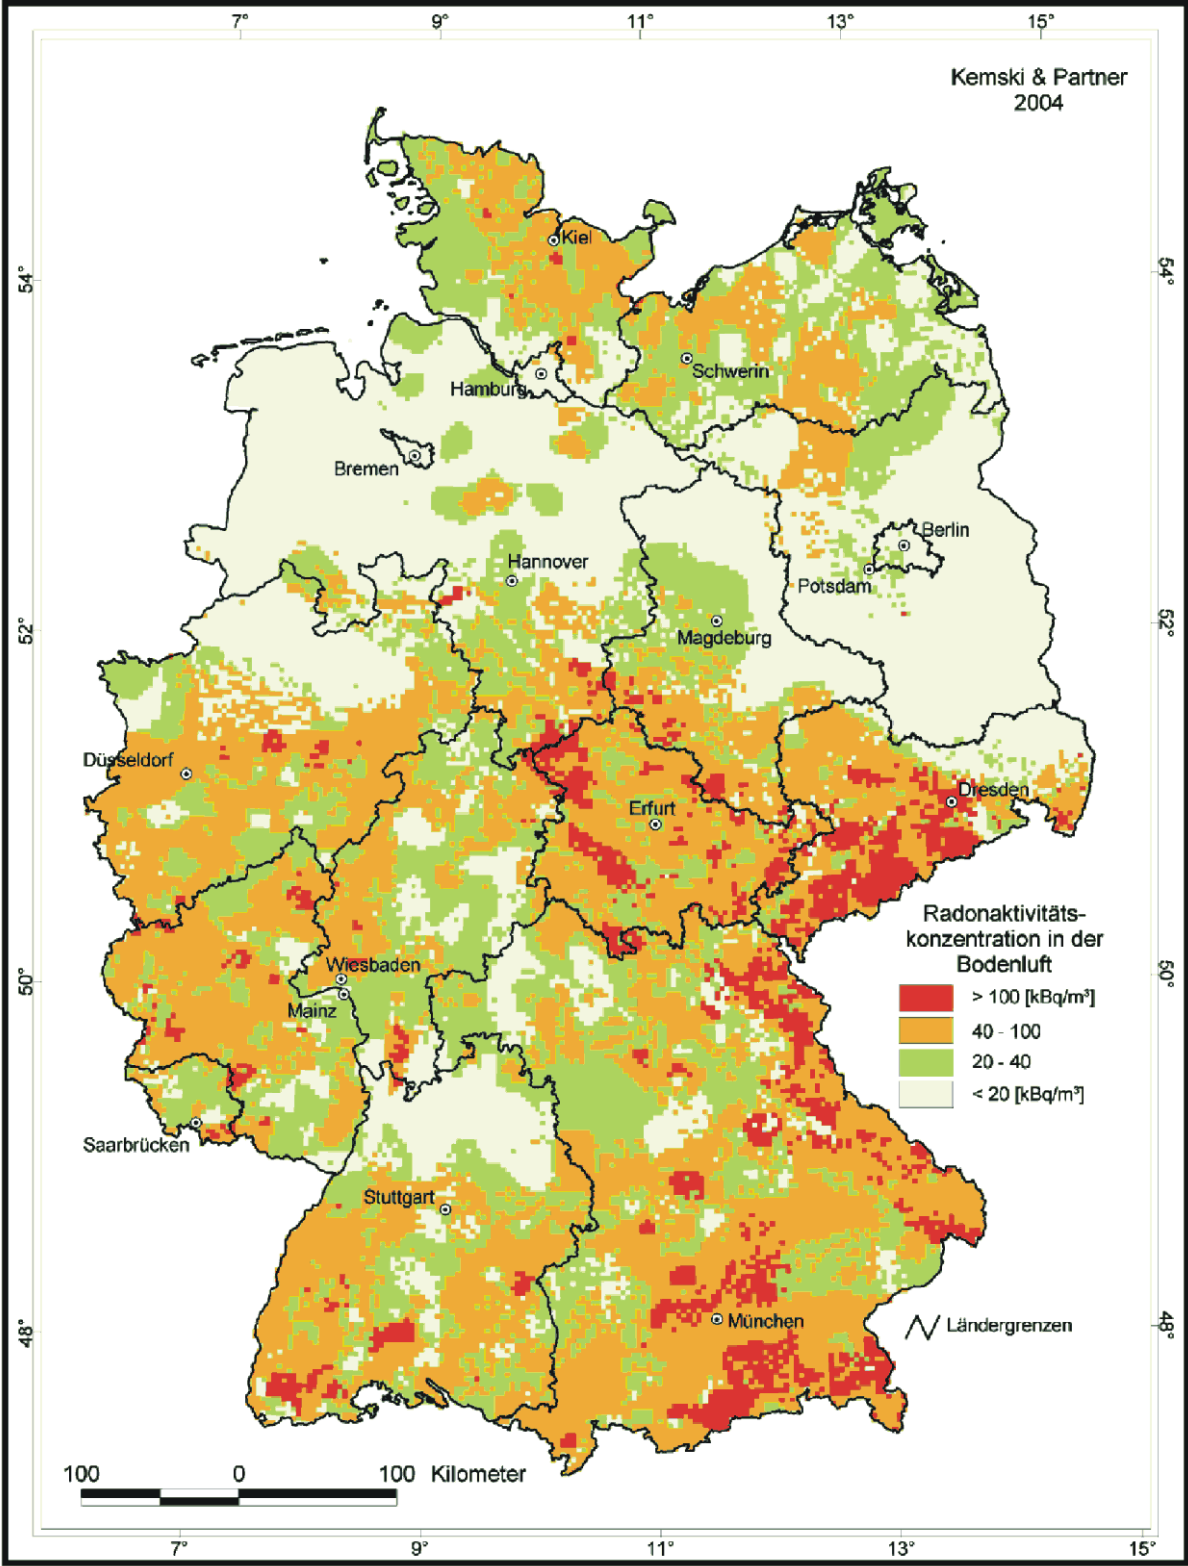 7° 9° 11° 13° 15°
Kemski & Partner
2004
54° 54°
Kiel
Schwerin
Hamburg
Bremen
Berlin
Hannover
Potsdam
52° 52°
Magdeburg
Düsseldorf
Dresden
Erfurt
Radonaktivitäts-
konzentration in der
Bodenluft
> 100 [kBq/m³]
40 - 100
20 - 40
< 20 [kBq/m³]
Wiesbaden
50° 50°
Mainz
Saarbrücken
Stuttgart
München
48° 48°
Ländergrenzen
100 0 100 Kilometer
7° 9° 11° 13° 15°